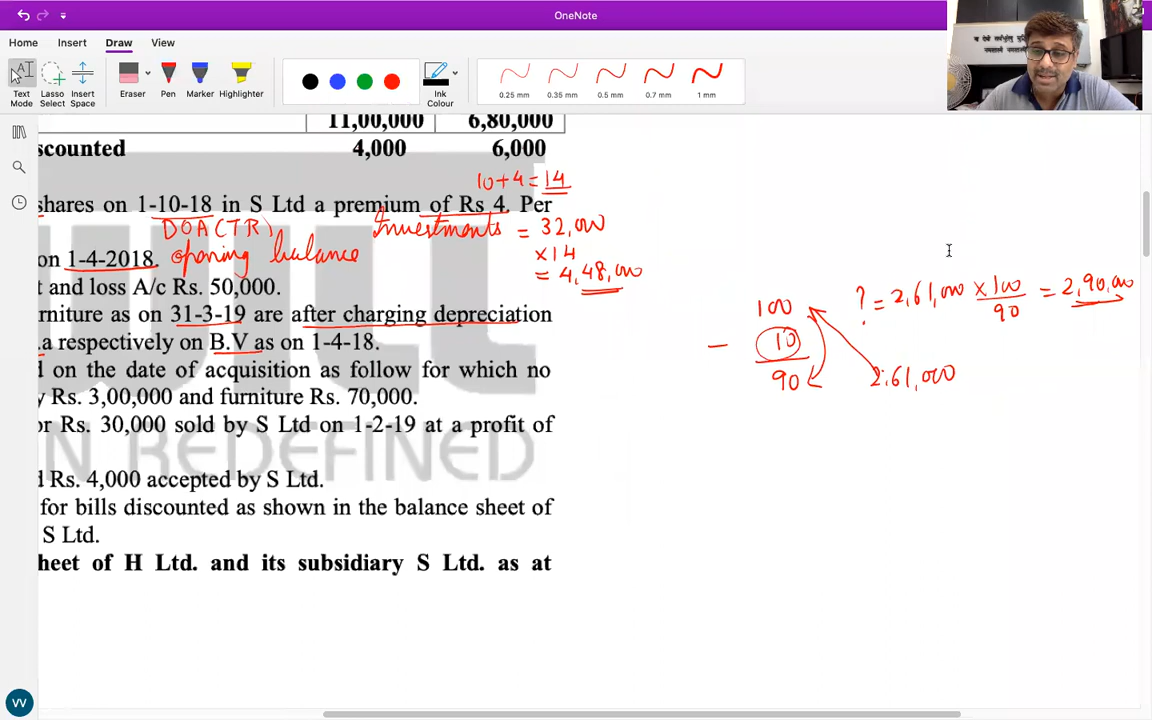 OneNote
Home Insert Draw View
Text Mode
Lasso Select
Insert Space
Eraser
Pen
Marker
Highlighter
Ink Colour
0.25 mm 0.35 mm 0.5 mm 0.7 mm 1 mm
11,00,000 6,80,000
scounted 4,000 6,000
10+4 = 14
shares on 1-10-18 in S Ltd a premium of Rs 4. Per
DOA (TR) Investments = 32,000
×14
= 4,48,000
on 1-4-2018. opening balance
t and loss A/c Rs. 50,000.
urniture as on 31-3-19 are after charging depreciation
.a respectively on B.V as on 1-4-18.
d on the date of acquisition as follow for which no
y Rs. 3,00,000 and furniture Rs. 70,000.
or Rs. 30,000 sold by S Ltd on 1-2-19 at a profit of
d Rs. 4,000 accepted by S Ltd.
for bills discounted as shown in the balance sheet of
S Ltd.
heet of H Ltd. and its subsidiary S Ltd. as at
100
- 10
90 2,61,000
? = 2,61,000 × 100 / 90 = 2,90,000
N REDEFINED
VV